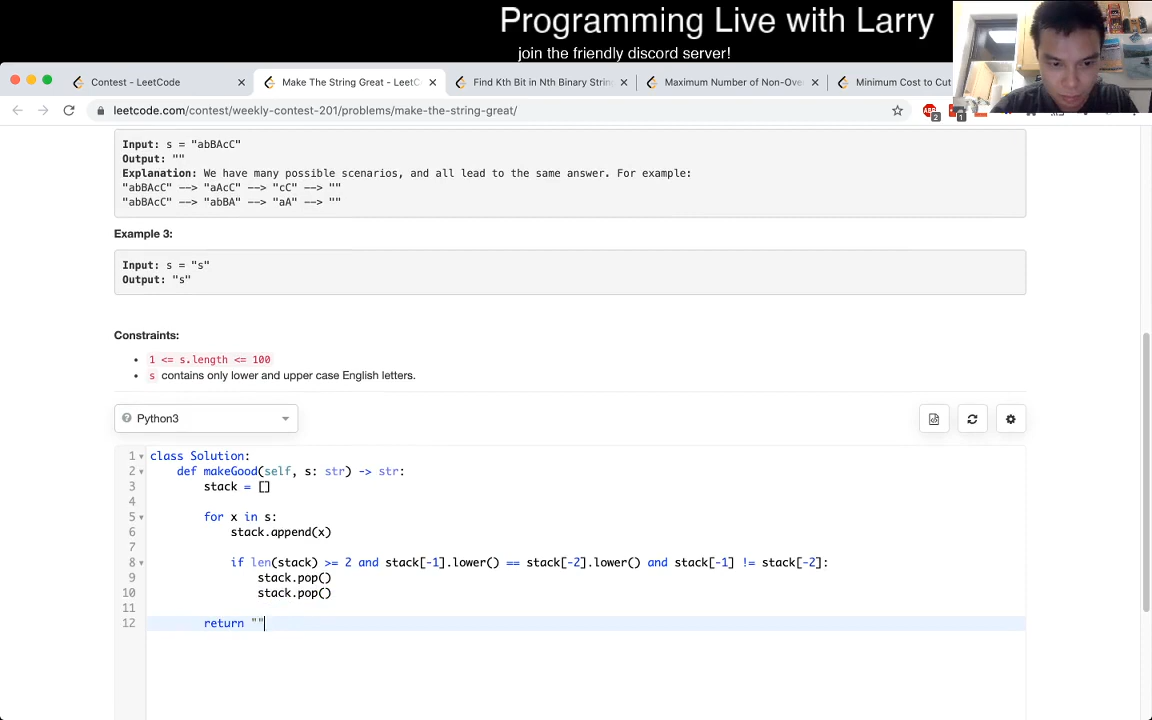 Programming Live with Larry
join the friendly discord server!
Contest - LeetCode
Make The String Great - LeetC
Find Kth Bit in Nth Binary Strin
Maximum Number of Non-Ove
Minimum Cost to Cut
leetcode.com/contest/weekly-contest-201/problems/make-the-string-great/
2
1
Input: s = "abBAcC"
Output: ""
Explanation: We have many possible scenarios, and all lead to the same answer. For example:
"abBAcC" --> "aAcC" --> "cC" --> ""
"abBAcC" --> "abBA" --> "aA" --> ""
Example 3:
Input: s = "s"
Output: "s"
Constraints:
1 <= s.length <= 100
s contains only lower and upper case English letters.
Python3
1 class Solution:
2 def makeGood(self, s: str) -> str:
3 stack = []
4
5 for x in s:
6 stack.append(x)
7
8 if len(stack) >= 2 and stack[-1].lower() == stack[-2].lower() and stack[-1] != stack[-2]:
9 stack.pop()
10 stack.pop()
11
12 return ""